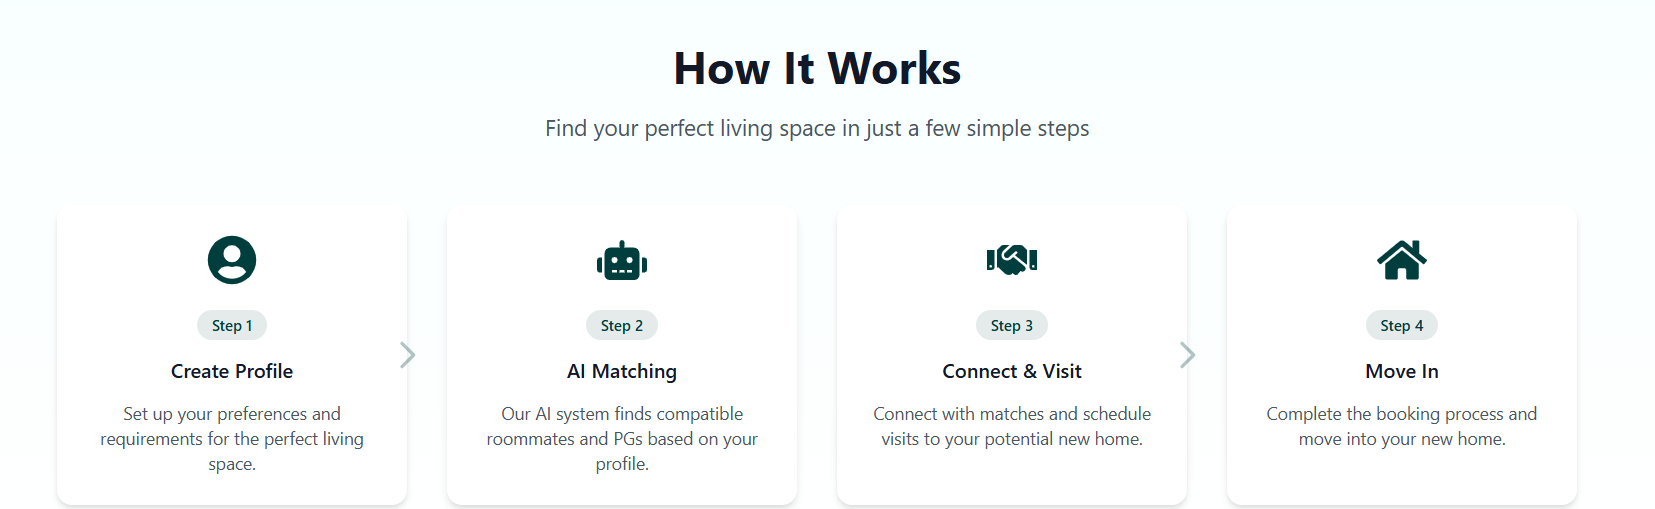 How It Works
Find your perfect living space in just a few simple steps
Step 1
Create Profile
Set up your preferences and
requirements for the perfect living
space.
Step 2
AI Matching
Our AI system finds compatible
roommates and PGs based on your
profile.
Step 3
Connect & Visit
Connect with matches and schedule
visits to your potential new home.
Step 4
Move In
Complete the booking process and
move into your new home.